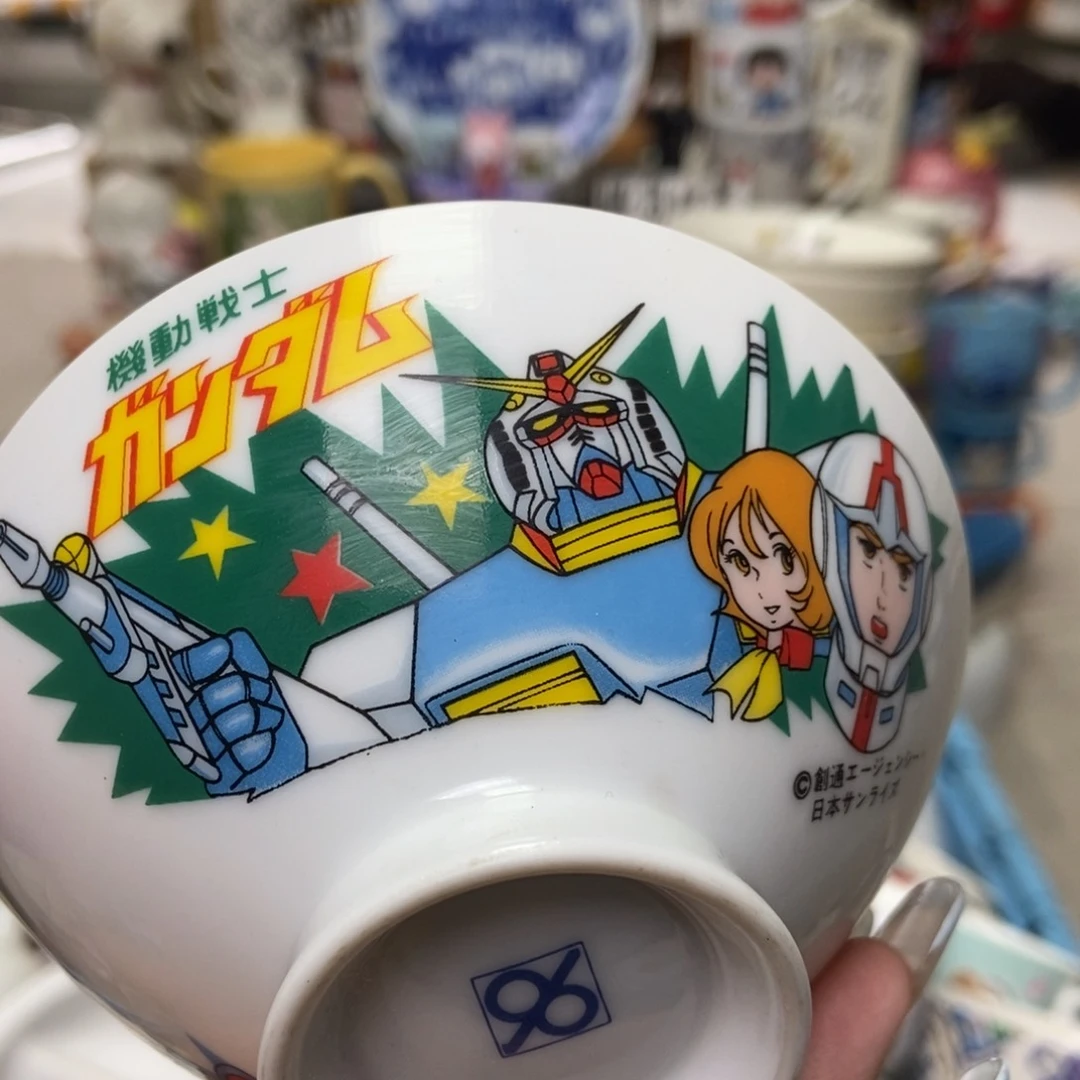 機動戦士
ガンダム
©創通エージェンシー・
日本サンライズ